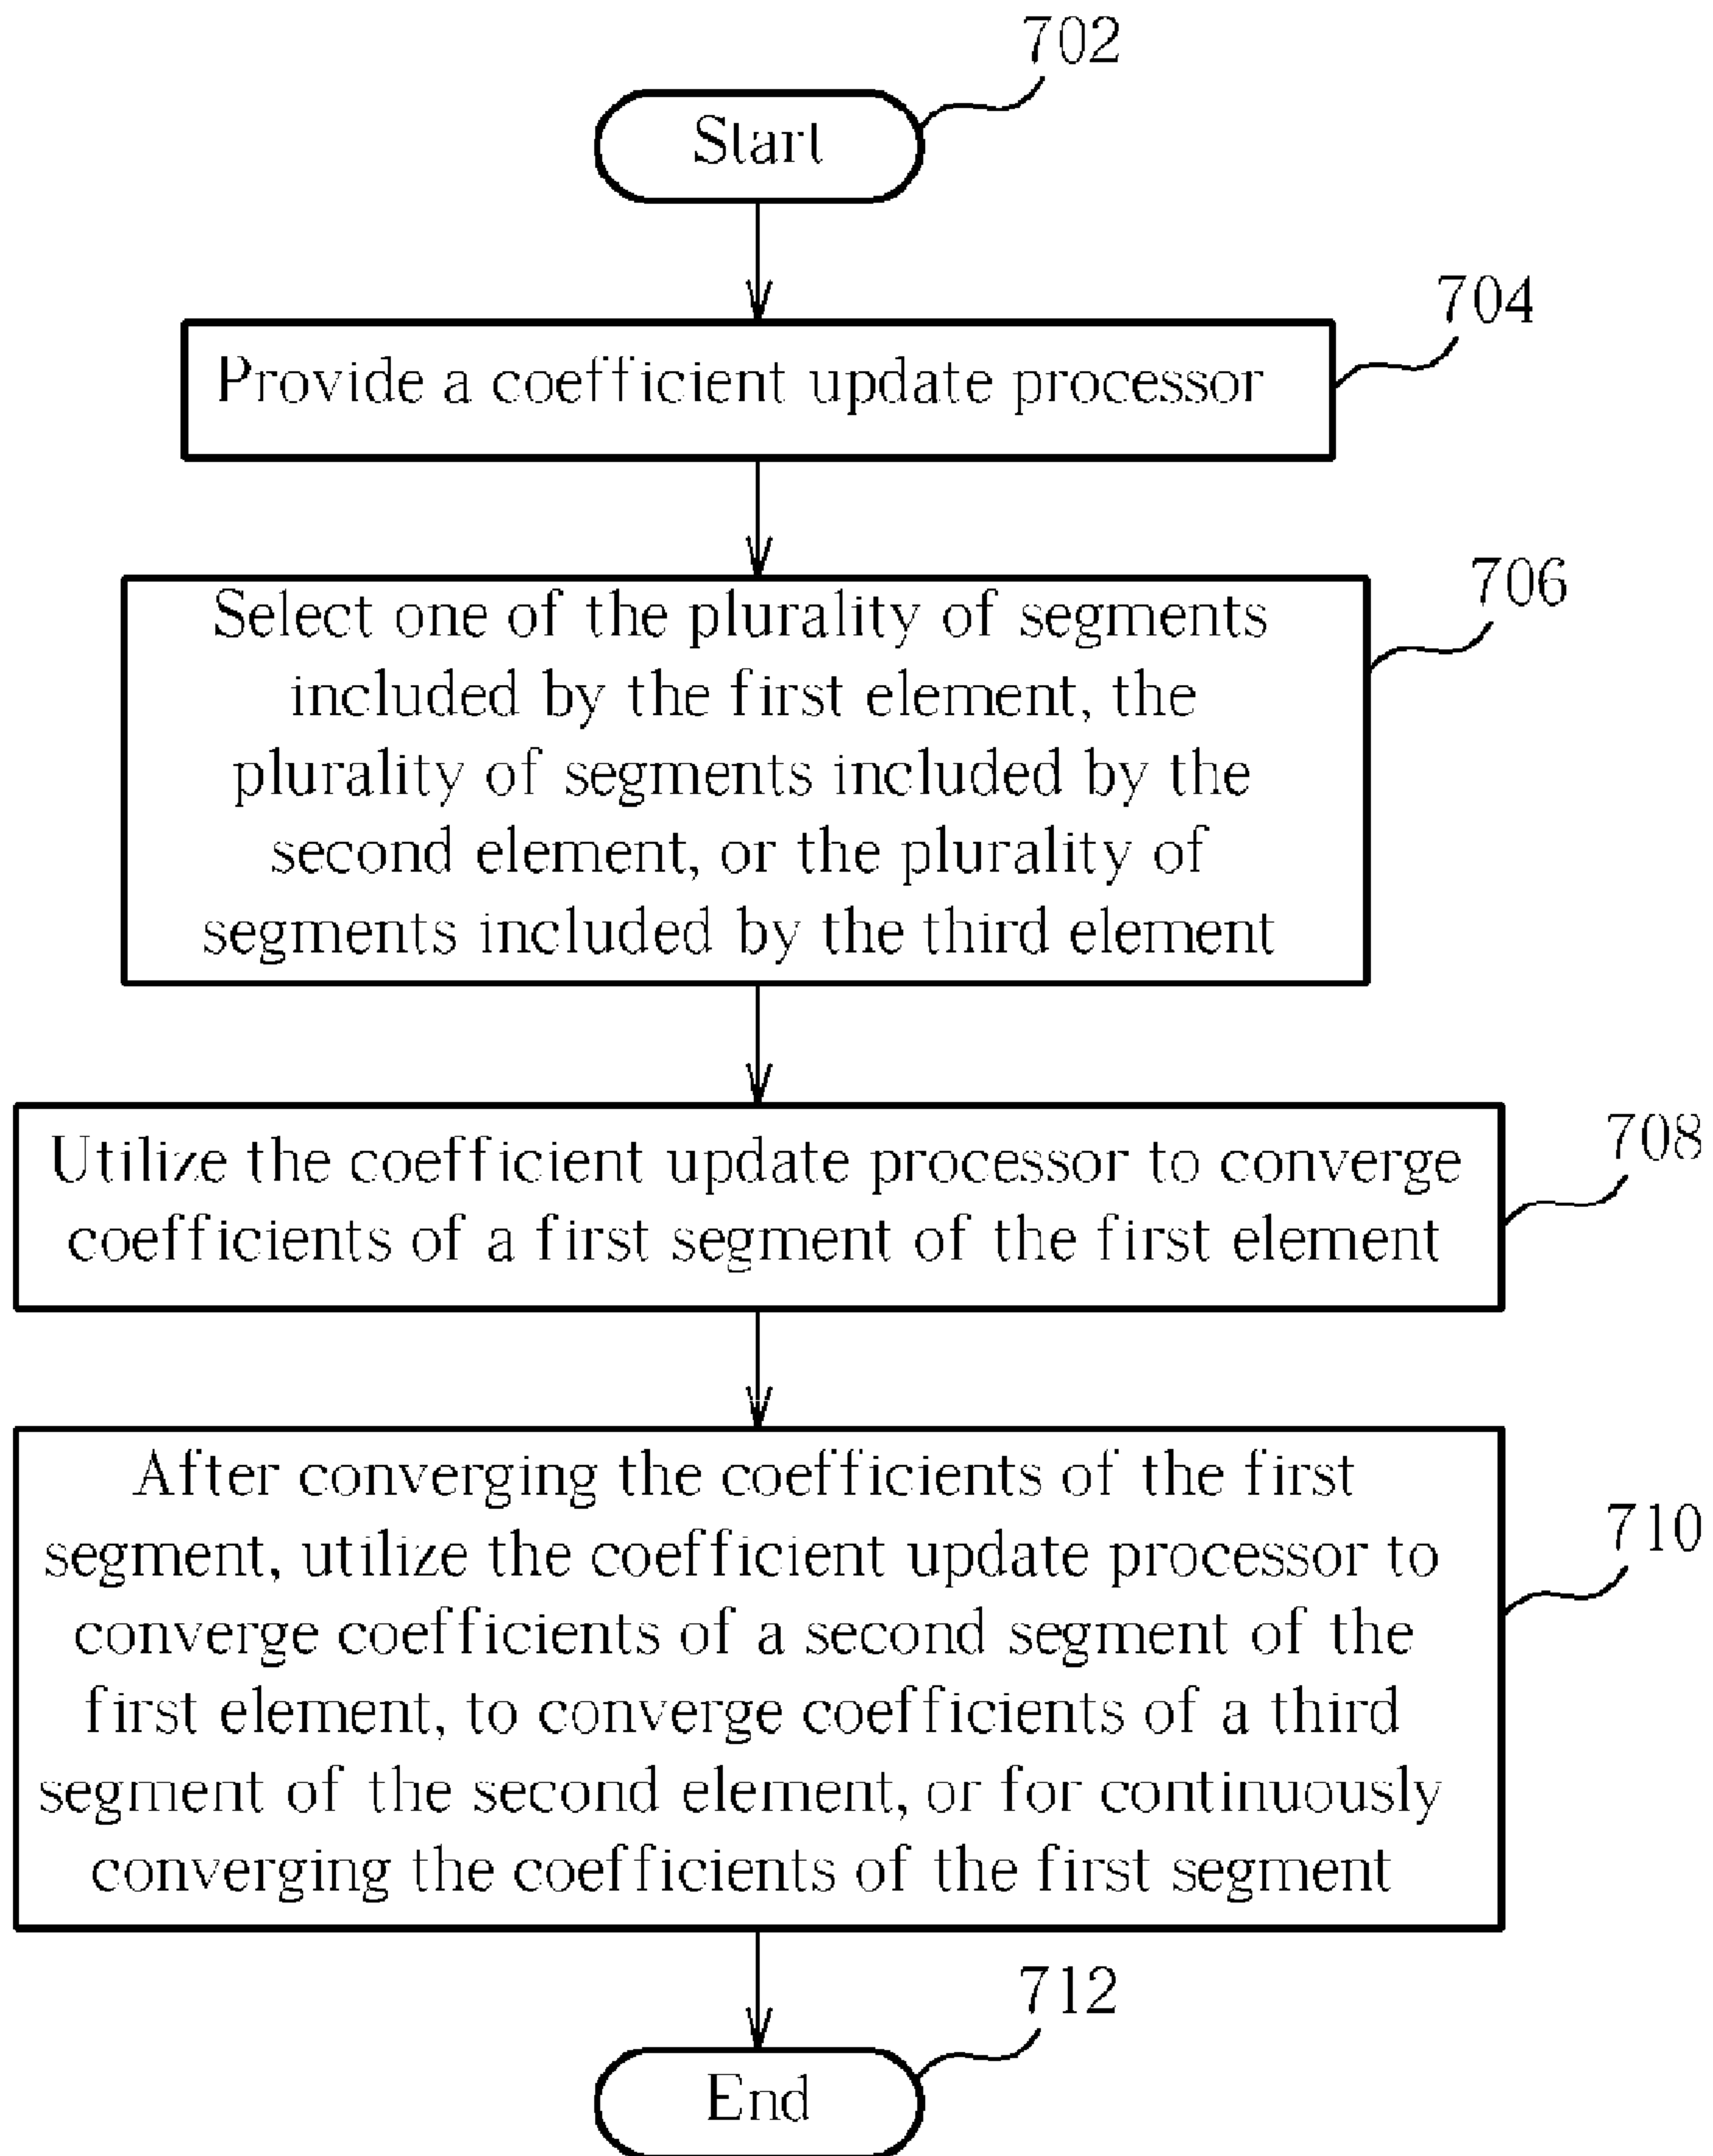 702
Start
704
Provide a coefficient update processor
706
Select one of the plurality of segments
included by the first element, the
plurality of segments included by the
second element, or the plurality of
segments included by the third element
708
Utilize the coefficient update processor to converge
coefficients of a first segment of the first element
After converging the coefficients of the first
710
segment, utilize the coefficient update processor to
converge coefficients of a second segment of the
first element, to converge coefficients of a third
segment of the second element, or for continuously
converging the coefficients of the first segment
712
End